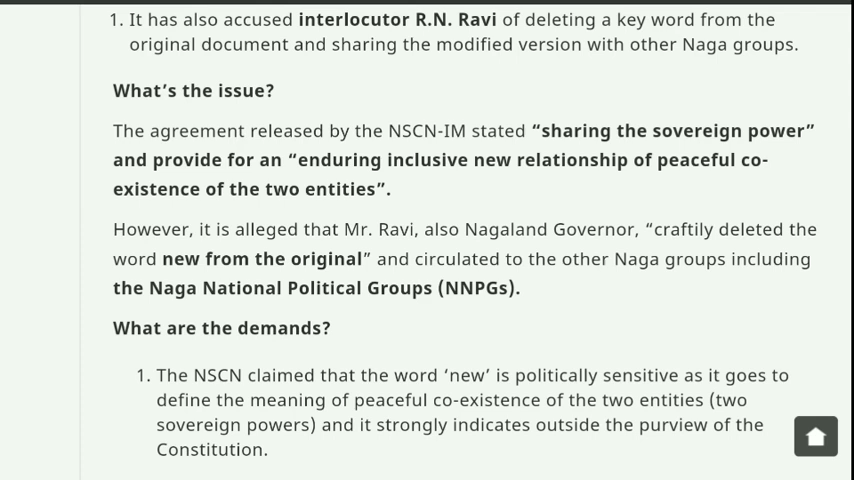 1. It has also accused interlocutor R.N. Ravi of deleting a key word from the
original document and sharing the modified version with other Naga groups.
What’s the issue?
The agreement released by the NSCN-IM stated “sharing the sovereign power”
and provide for an “enduring inclusive new relationship of peaceful co-
existence of the two entities”.
However, it is alleged that Mr. Ravi, also Nagaland Governor, “craftily deleted the
word new from the original” and circulated to the other Naga groups including
the Naga National Political Groups (NNPGs).
What are the demands?
1. The NSCN claimed that the word ‘new’ is politically sensitive as it goes to
define the meaning of peaceful co-existence of the two entities (two
sovereign powers) and it strongly indicates outside the purview of the
Constitution.